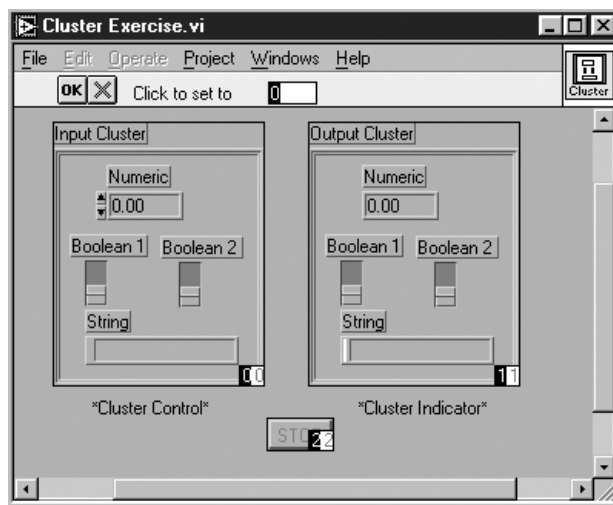 Cluster Exercise.vi
File Edit Operate Project Windows Help
OK Click to set to 0
Cluster
Input Cluster
Numeric
0.00
Boolean 1 Boolean 2
String
0 0
*Cluster Control*
Output Cluster
Numeric
0.00
Boolean 1 Boolean 2
String
1 1
*Cluster Indicator*
2 2